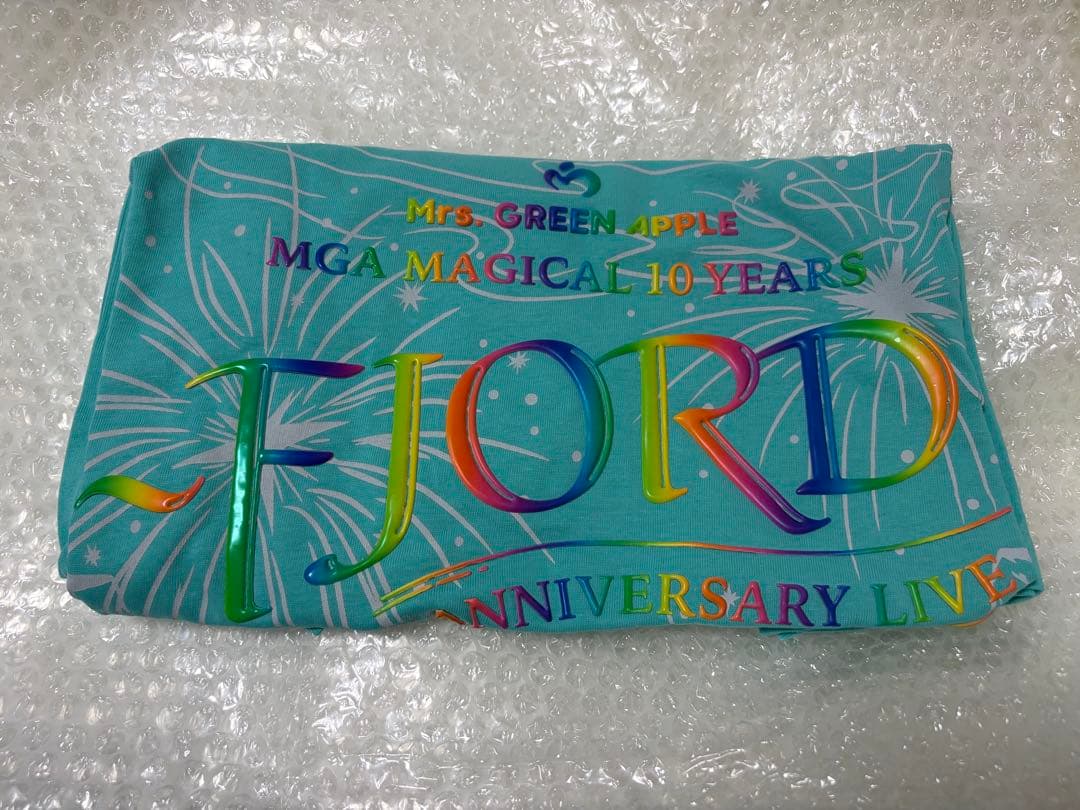 Mrs. GREEN APPLE
MGA MAGICAL 10 YEARS
~FJORD
ANNIVERSARY LIVE